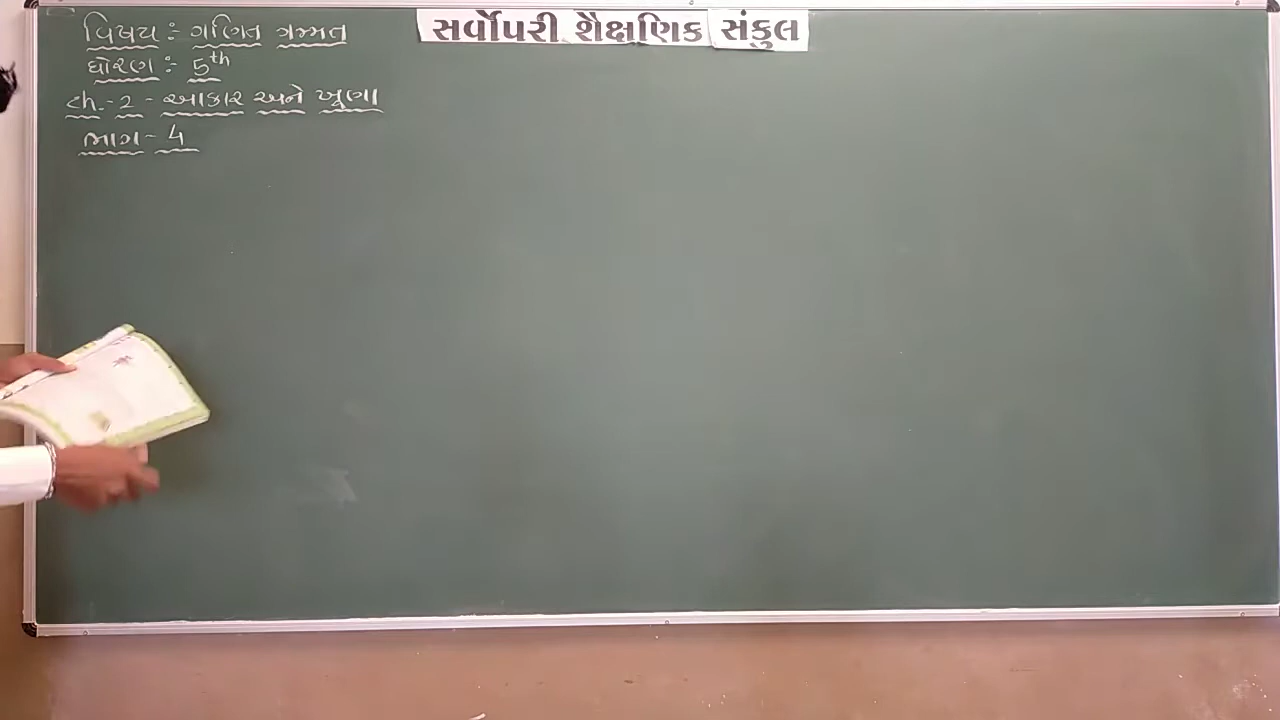 સર્વોપરી શૈક્ષણિક સંકુલ
વિષય : ગણિત ગમ્મત
ધોરણ : 5th
ch. - 2 - આકાર અને ખૂણા
ભાગ - 4